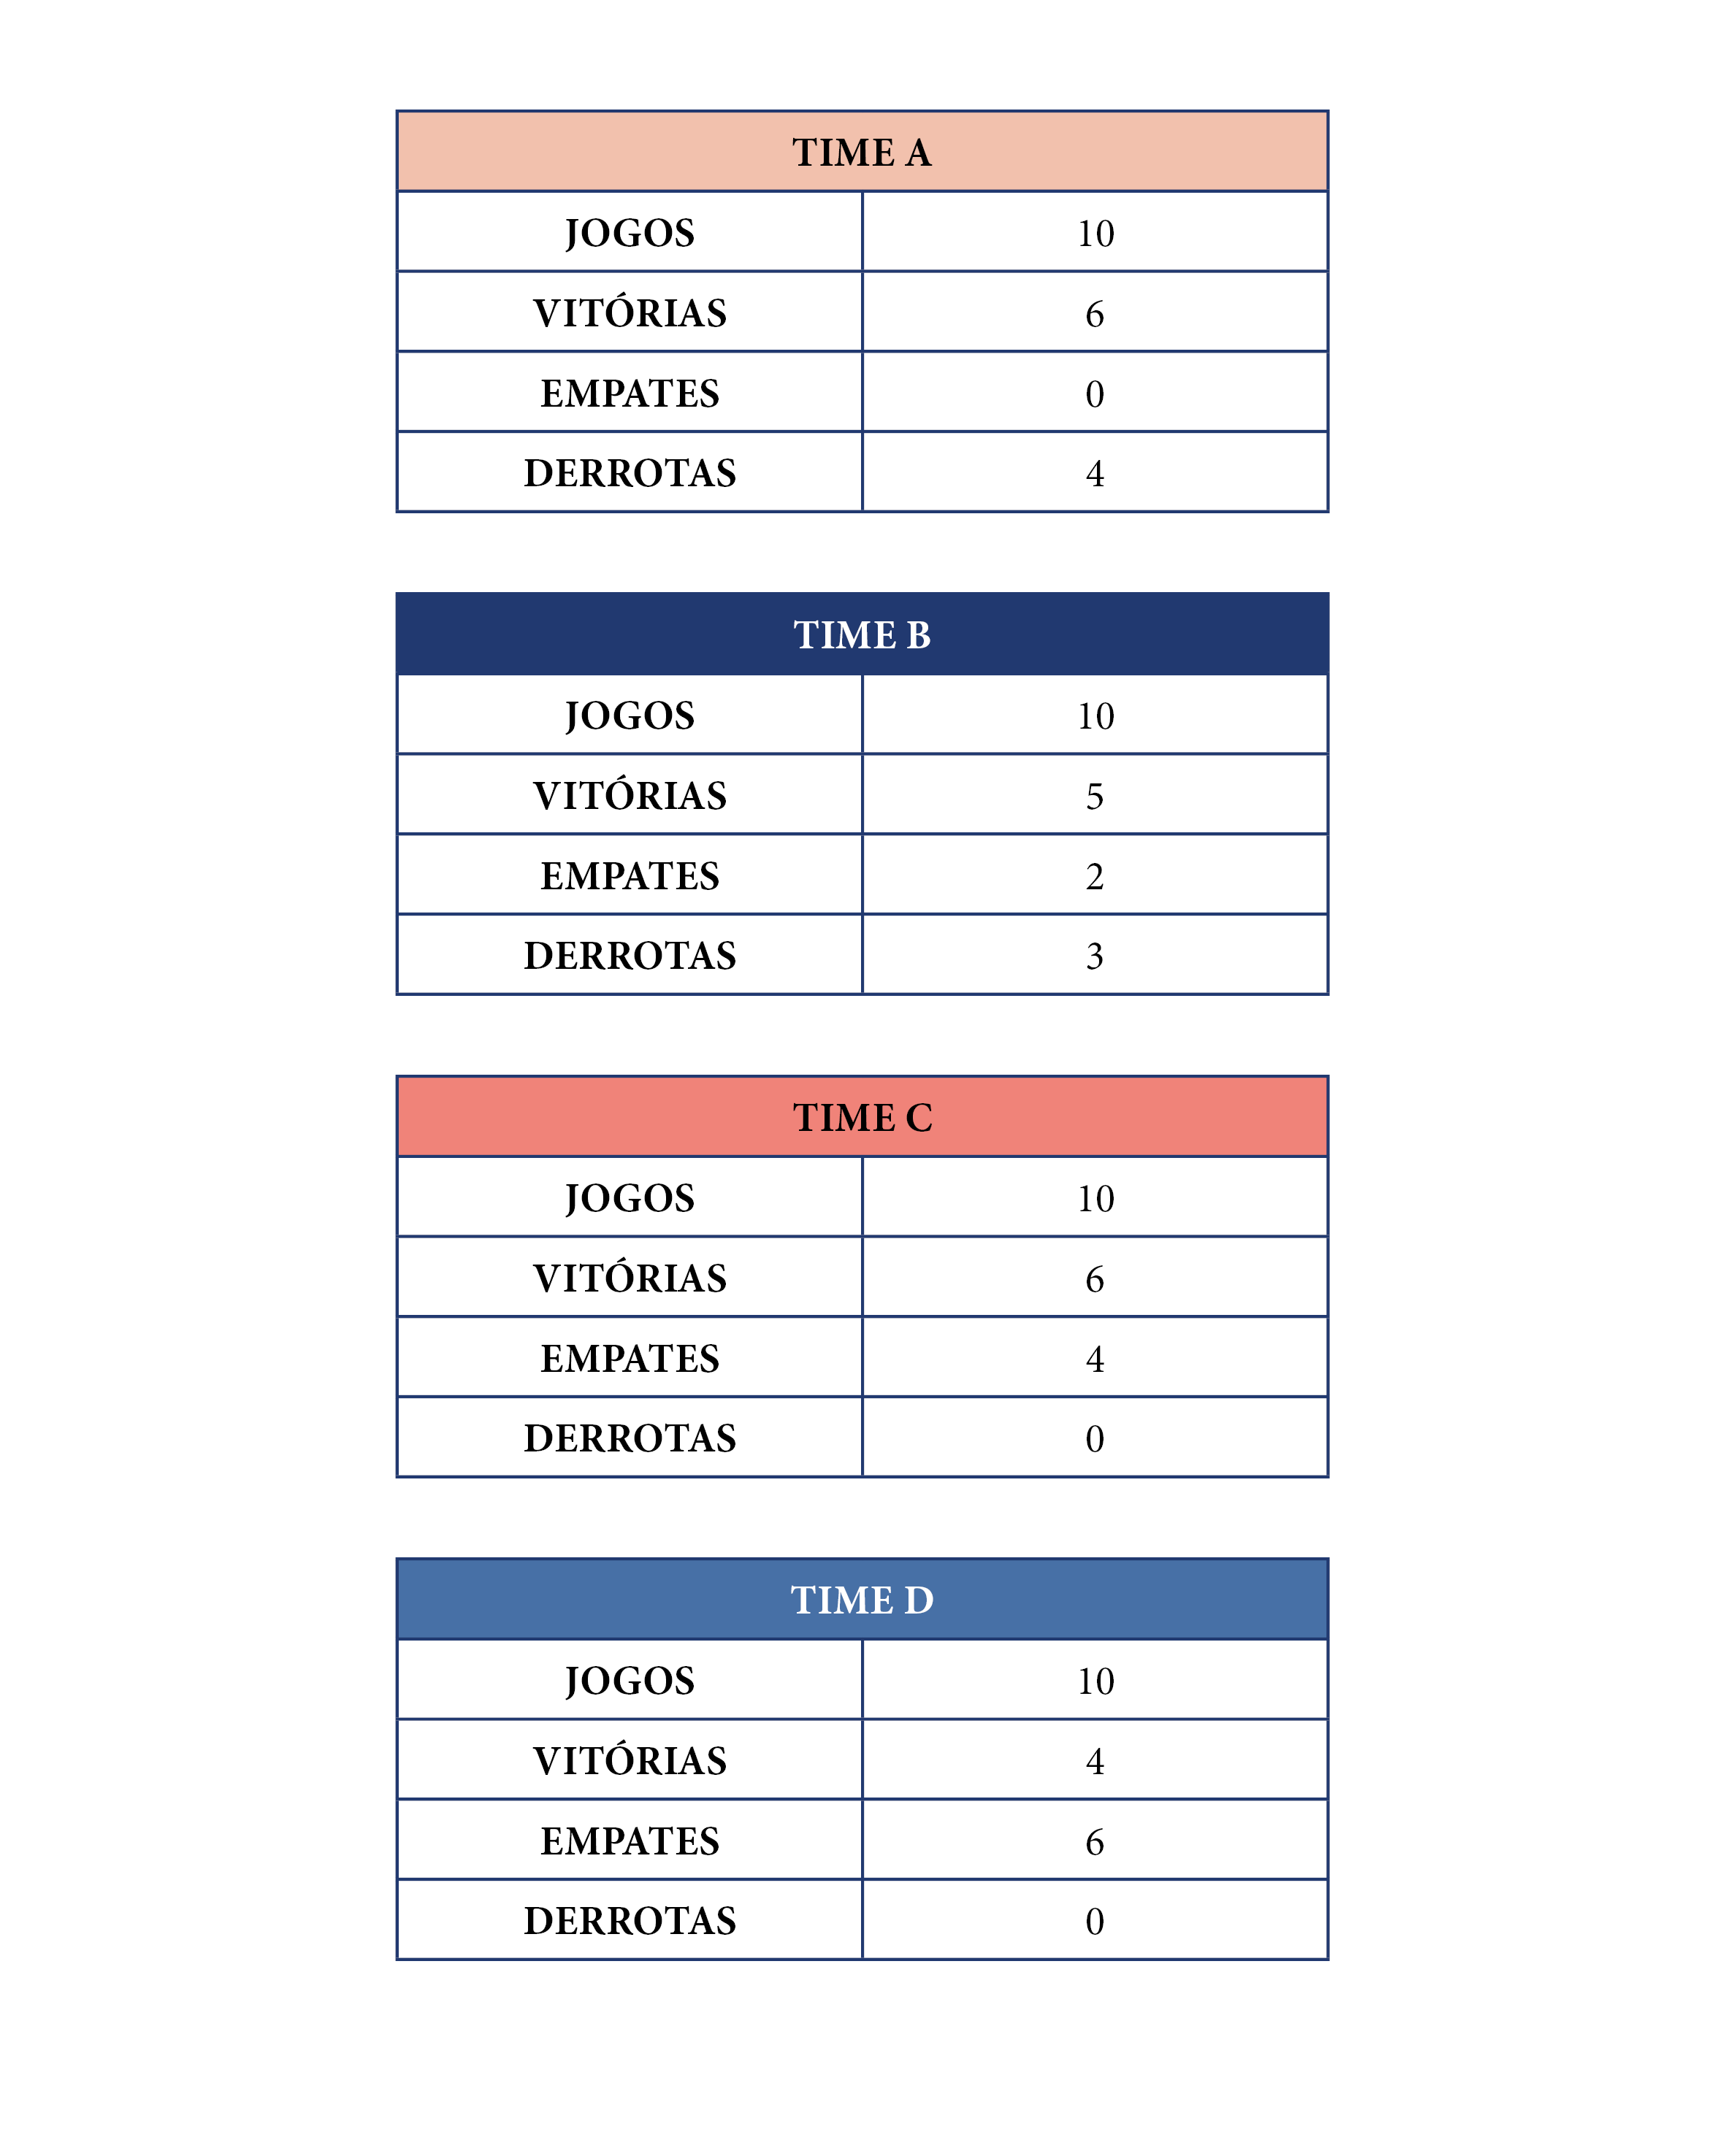 TIME A
JOGOS 10
VITÓRIAS 6
EMPATES 0
DERROTAS 4
TIME B
JOGOS 10
VITÓRIAS 5
EMPATES 2
DERROTAS 3
TIME C
JOGOS 10
VITÓRIAS 6
EMPATES 4
DERROTAS 0
TIME D
JOGOS 10
VITÓRIAS 4
EMPATES 6
DERROTAS 0